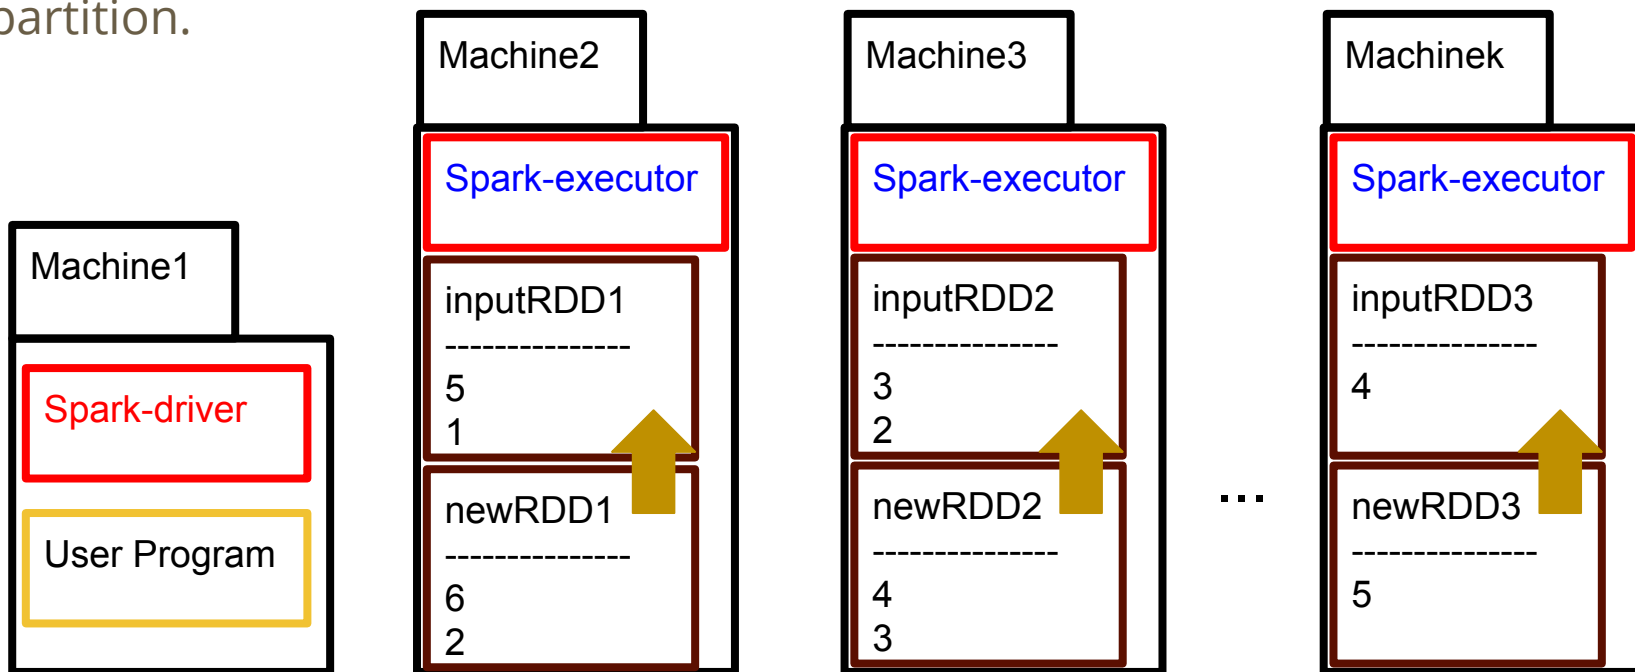 partition.
Machine1
Spark-driver
User Program
Machine2
Spark-executor
inputRDD1
---------------
5
1
newRDD1
---------------
6
2
Machine3
Spark-executor
inputRDD2
---------------
3
2
newRDD2
---------------
4
3
...
Machinek
Spark-executor
inputRDD3
---------------
4
newRDD3
---------------
5